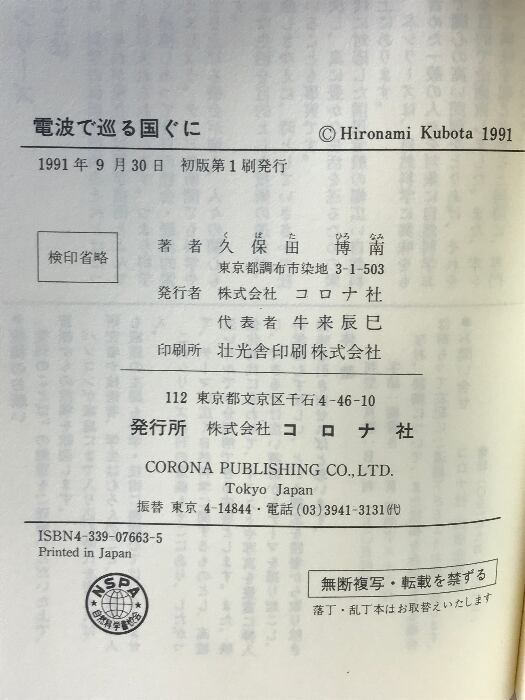 電波で巡る国ぐに
© Hironami Kubota 1991
1991年9月30日 初版第1刷発行
検印省略
くぼた ひろなみ
著者 久保田 博南
東京都調布市染地 3-1-503
発行者 株式会社 コロナ社
代表者 牛来辰巳
印刷所 壮光舎印刷株式会社
112 東京都文京区千石4-46-10
発行所 株式会社 コロナ社
CORONA PUBLISHING CO., LTD.
Tokyo Japan
振替 東京 4-14844・電話 (03) 3941-3131(代)
ISBN4-339-07663-5
Printed in Japan
NSPA
自然科学書協会
無断複写・転載を禁ずる
落丁・乱丁本はお取替えいたします